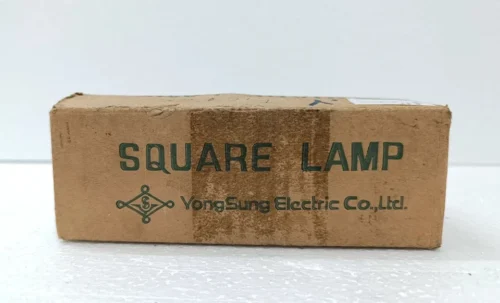 SQUARE LAMP
YongSung Electric Co.,Ltd.